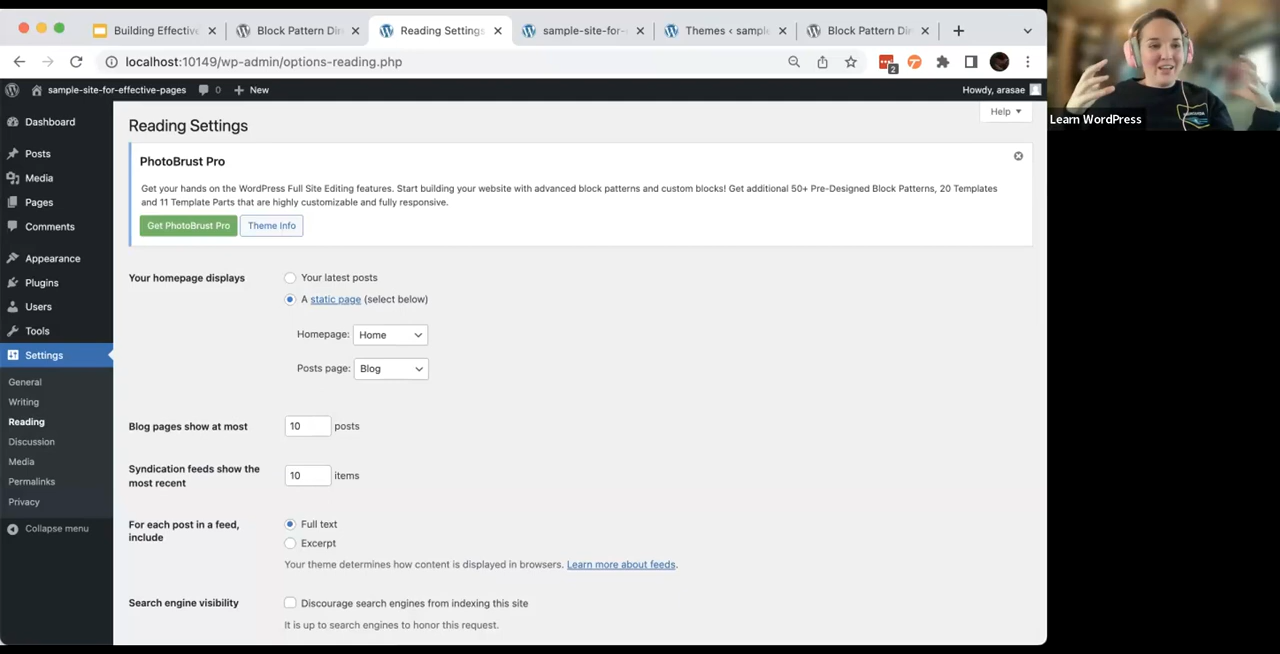 Building Effective
Block Pattern Dir
Reading Settings
sample-site-for-
Themes ‹ sample
Block Pattern Dir
localhost:10149/wp-admin/options-reading.php
2
sample-site-for-effective-pages
0
New
Howdy, arasae
Learn WordPress
Dashboard
Posts
Media
Pages
Comments
Appearance
Plugins
Users
Tools
Settings
General
Writing
Reading
Discussion
Media
Permalinks
Privacy
Collapse menu
Help
Reading Settings
PhotoBrust Pro
Get your hands on the WordPress Full Site Editing features. Start building your website with advanced block patterns and custom blocks! Get additional 50+ Pre-Designed Block Patterns, 20 Templates
and 11 Template Parts that are highly customizable and fully responsive.
Get PhotoBrust Pro
Theme Info
Your homepage displays
Your latest posts
A static page (select below)
Homepage: Home
Posts page: Blog
Blog pages show at most
10 posts
Syndication feeds show the
most recent
10 items
For each post in a feed,
include
Full text
Excerpt
Your theme determines how content is displayed in browsers. Learn more about feeds.
Search engine visibility
Discourage search engines from indexing this site
It is up to search engines to honor this request.